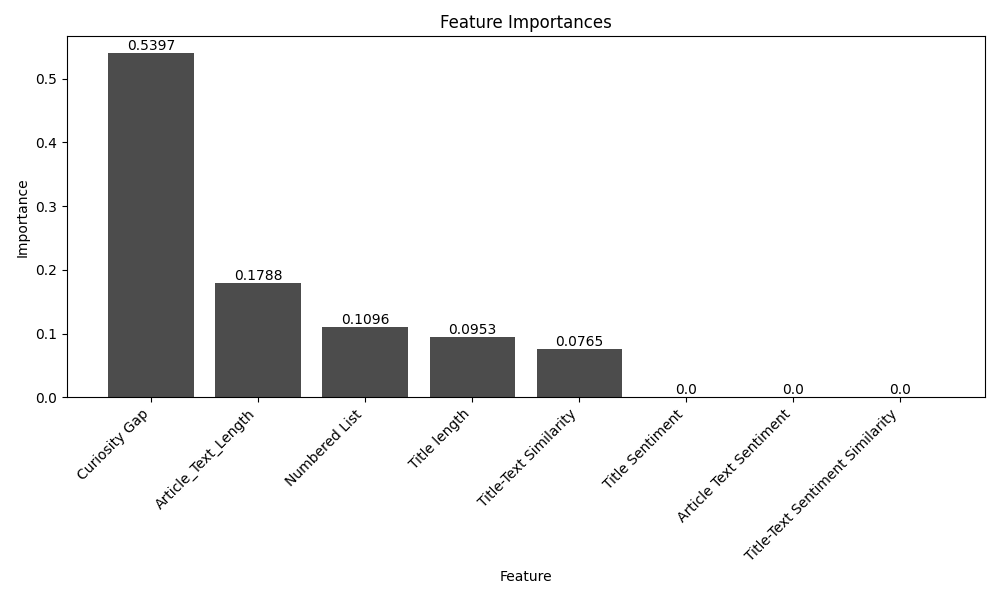 Feature Importances
0.5397
0.5
0.4
0.3
0.2
0.1
0.0
Importance
0.1788
0.1096
0.0953
0.0765
0.0
0.0
0.0
Curiosity Gap
Article_Text_Length
Numbered List
Title length
Title-Text Similarity
Title Sentiment
Article Text Sentiment
Title-Text Sentiment Similarity
Feature